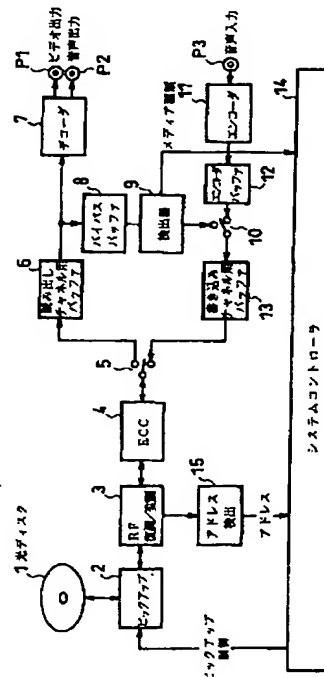 1 光ディスク
2
ピックアップ
3
RF
復調/変調
4
ECC
5
6
読み出し
チャネル用
バッファ
7
デコーダ
P1
ビデオ出力
P2
音声出力
8
バイパス
バッファ
9
検出器
メディア識別
10
P3
音声入力
11
エンコーダ
12
エンコーダ
バッファ
13
書き込み
チャネル用
バッファ
14
システムコントローラ
15
アドレス
検出
アドレス
ピックアップ
制御